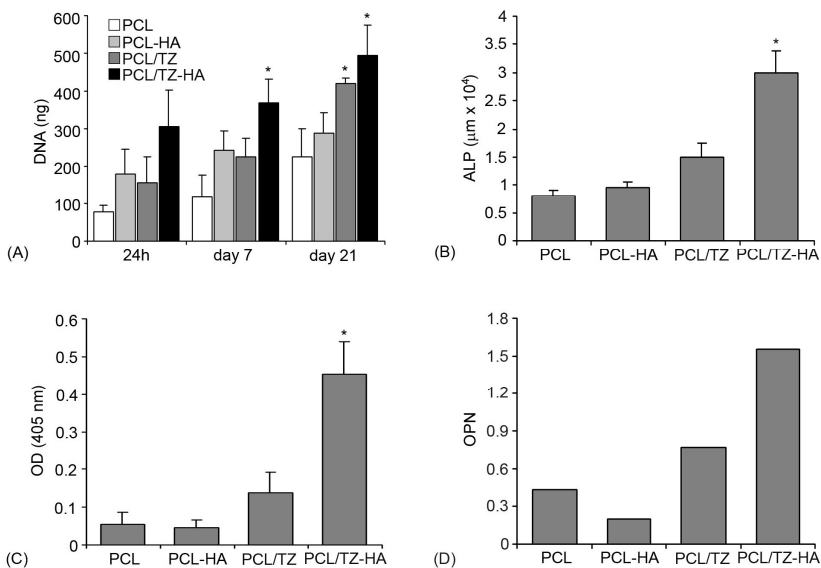 600
500
400
300
200
100
0
DNA (ng)
PCL
PCL-HA
PCL/TZ
PCL/TZ-HA
*
*
*
24h
day 7
day 21
(A)
4
3.5
3
2.5
2
1.5
1
0.5
0
ALP (μm x 10⁴)
*
PCL
PCL-HA
PCL/TZ
PCL/TZ-HA
(B)
0.6
0.5
0.4
0.3
0.2
0.1
0
OD (405 nm)
*
PCL
PCL-HA
PCL/TZ
PCL/TZ-HA
(C)
1.8
1.5
1.2
0.9
0.6
0.3
0
OPN
PCL
PCL-HA
PCL/TZ
PCL/TZ-HA
(D)